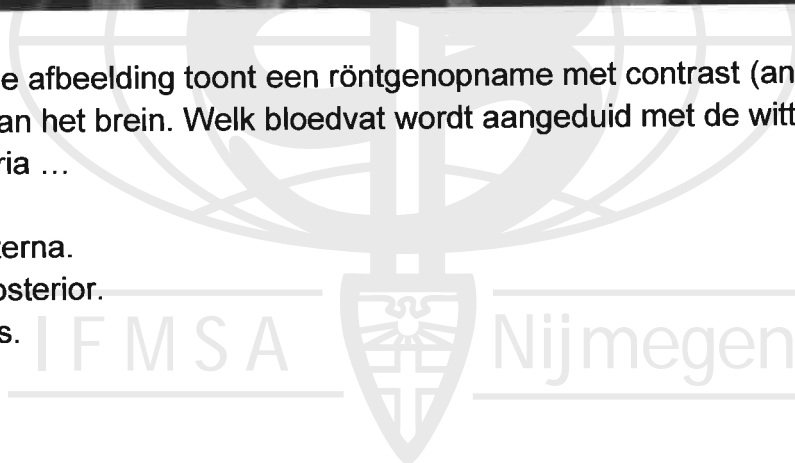 e afbeelding toont een röntgenopname met contrast (an
an het brein. Welk bloedvat wordt aangeduid met de witt
ria ...
terna.
osterior.
s.
IFMSA Nijmegen